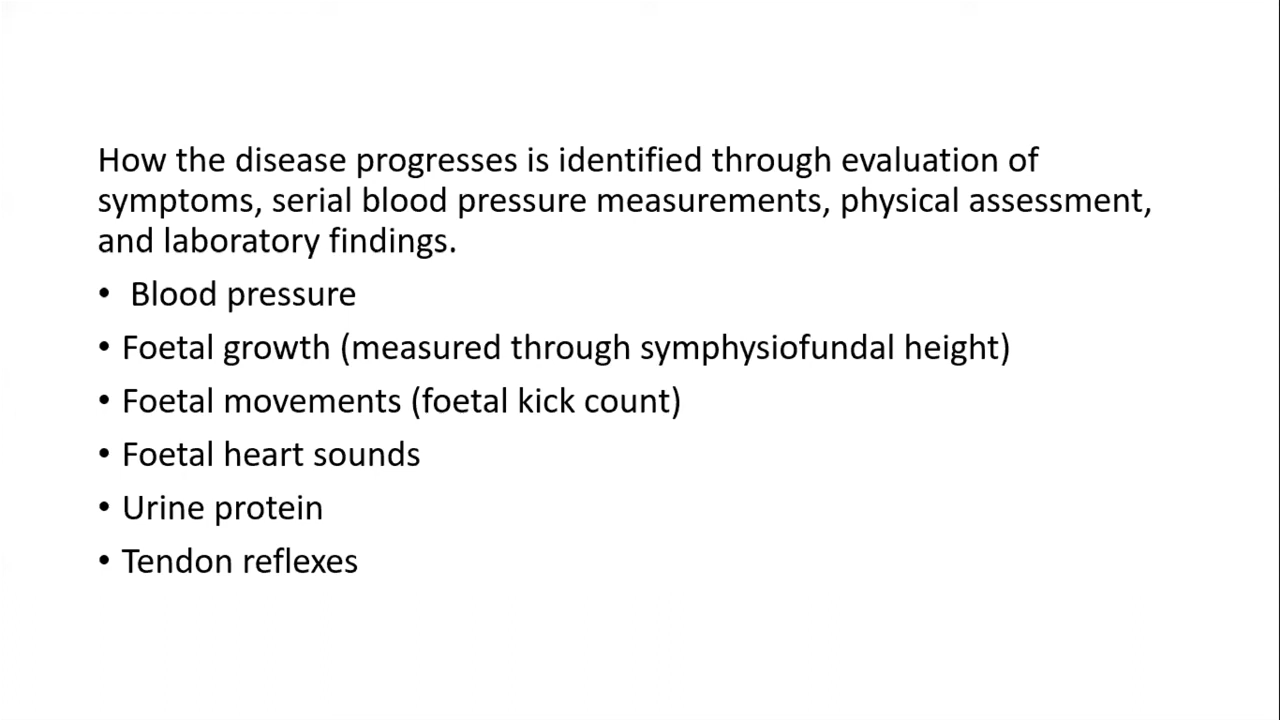 How the disease progresses is identified through evaluation of
symptoms, serial blood pressure measurements, physical assessment,
and laboratory findings.
• Blood pressure
• Foetal growth (measured through symphysiofundal height)
• Foetal movements (foetal kick count)
• Foetal heart sounds
• Urine protein
• Tendon reflexes